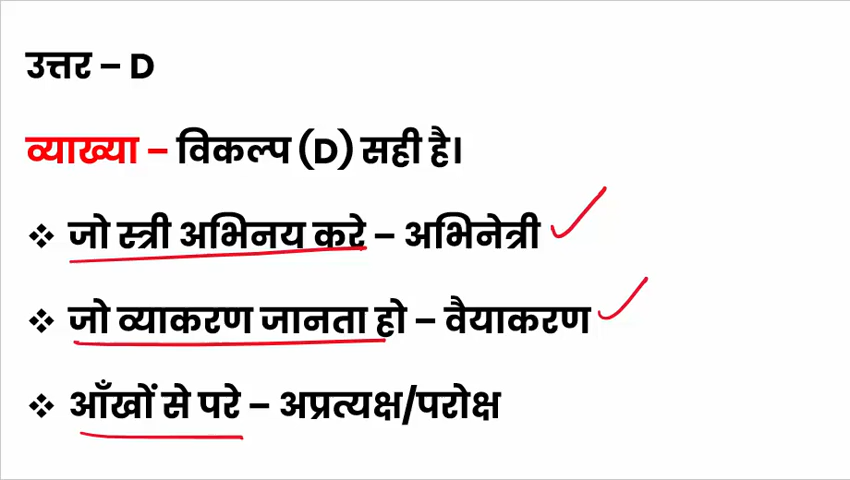 उत्तर – D
व्याख्या – विकल्प (D) सही है।
❖ जो स्त्री अभिनय करे – अभिनेत्री
❖ जो व्याकरण जानता हो – वैयाकरण
❖ आँखों से परे – अप्रत्यक्ष/परोक्ष